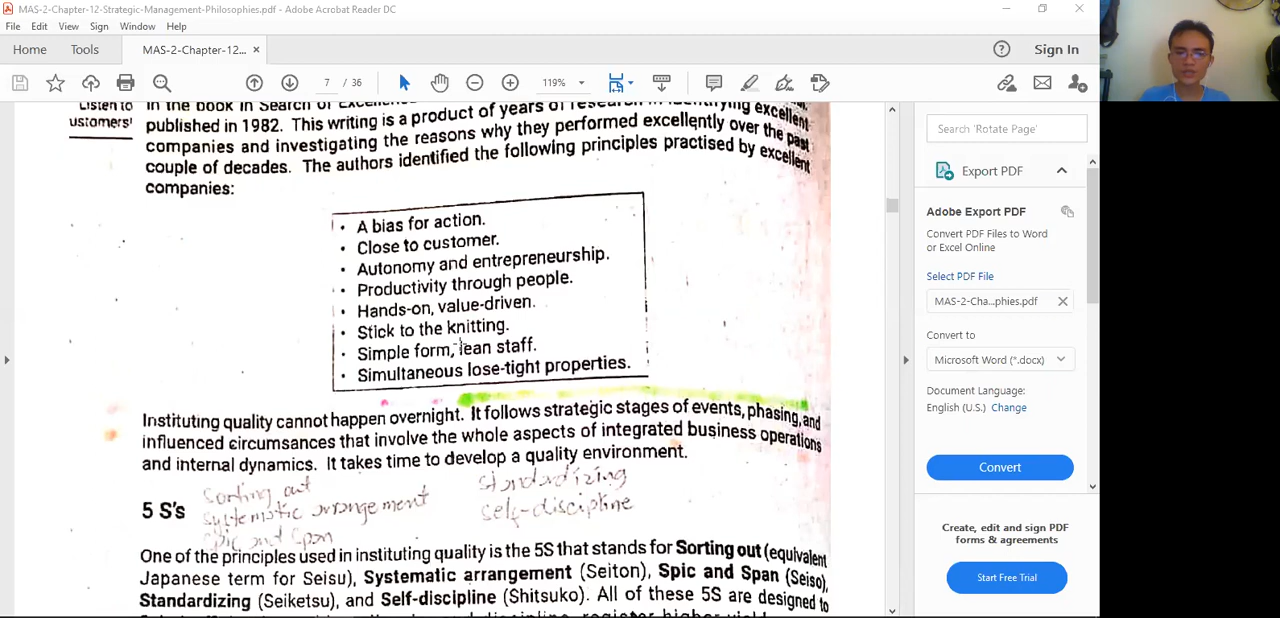 MAS-2-Chapter-12-Strategic-Management-Philosophies.pdf - Adobe Acrobat Reader DC
File Edit View Sign Window Help
Home Tools MAS-2-Chapter-12... × Sign In
7 / 36 119%
Listen to
ustomers'
In the book In Search of Excellence
published in 1982. This writing is a product of years of research in identifying excellent
companies and investigating the reasons why they performed excellently over the past
couple of decades. The authors identified the following principles practised by excellent
companies:
· A bias for action.
· Close to customer.
· Autonomy and entrepreneurship.
· Productivity through people.
· Hands-on, value-driven.
· Stick to the knitting.
· Simple form, lean staff.
· Simultaneous lose-tight properties.
Instituting quality cannot happen overnight. It follows strategic stages of events, phasing, and
influenced circumsances that involve the whole aspects of integrated business operations
and internal dynamics. It takes time to develop a quality environment.
Sorting out standardizing
5 S's systematic arrangement self-discipline
spic and span
One of the principles used in instituting quality is the 5S that stands for Sorting out (equivalent
Japanese term for Seisu), Systematic arrangement (Seiton), Spic and Span (Seiso),
Standardizing (Seiketsu), and Self-discipline (Shitsuko). All of these 5S are designed to
and discipline, register higher yield
Search 'Rotate Page'
Export PDF
Adobe Export PDF
Convert PDF Files to Word
or Excel Online
Select PDF File
MAS-2-Cha...phies.pdf ×
Convert to
Microsoft Word (*.docx)
Document Language:
English (U.S.) Change
Convert
Create, edit and sign PDF
forms & agreements
Start Free Trial